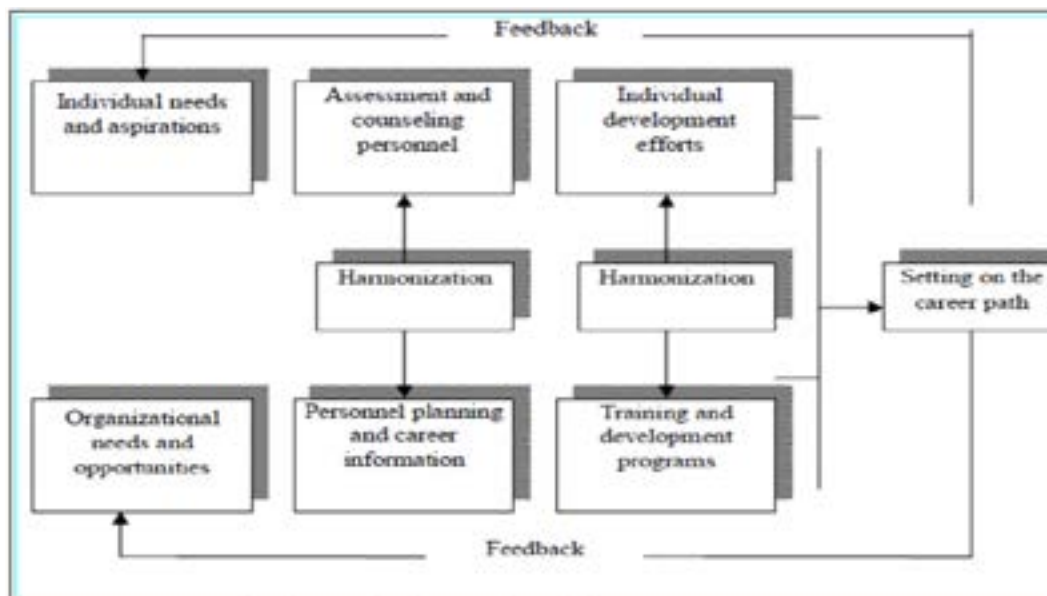 Feedback
Individual needs
and aspirations
Assessment and
counseling
personnel
Individual
development
efforts
Harmonization
Harmonization
Setting on the
career path
Organizational
needs and
opportunities
Personnel planning
and career
information
Training and
development
programs
Feedback